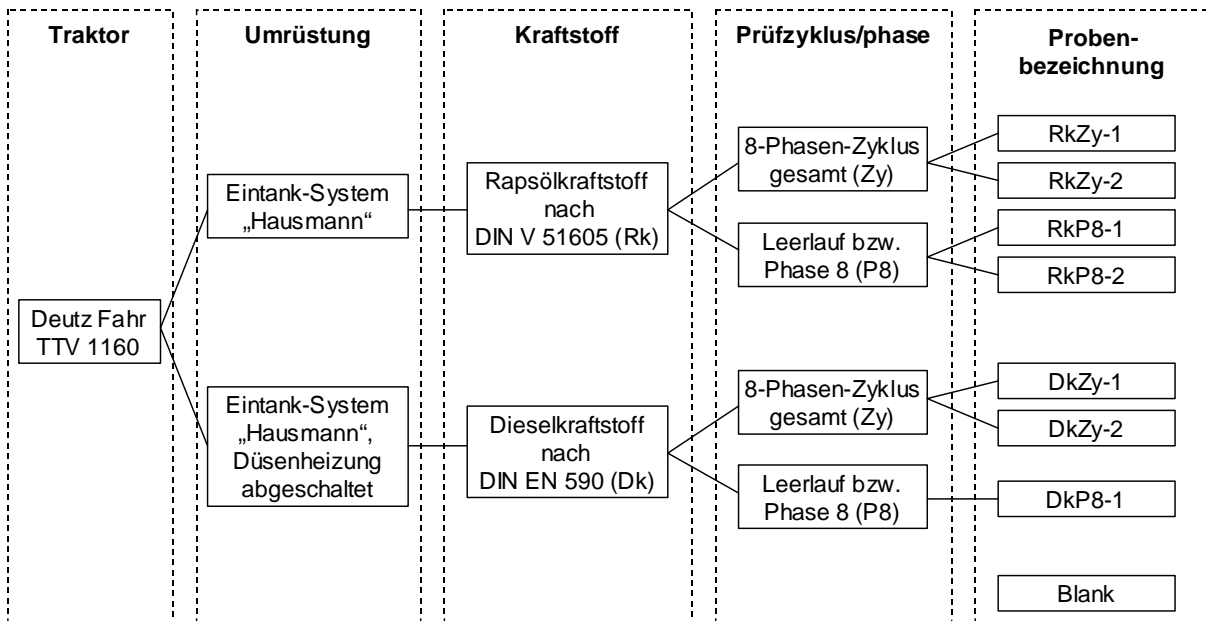 Traktor
Umrüstung
Kraftstoff
Prüfzyklus/phase
Proben-
bezeichnung
Deutz Fahr
TTV 1160
Eintank-System
„Hausmann“
Eintank-System
„Hausmann“,
Düsenheizung
abgeschaltet
Rapsölkraftstoff
nach
DIN V 51605 (Rk)
Dieselkraftstoff
nach
DIN EN 590 (Dk)
8-Phasen-Zyklus
gesamt (Zy)
Leerlauf bzw.
Phase 8 (P8)
8-Phasen-Zyklus
gesamt (Zy)
Leerlauf bzw.
Phase 8 (P8)
RkZy-1
RkZy-2
RkP8-1
RkP8-2
DkZy-1
DkZy-2
DkP8-1
Blank